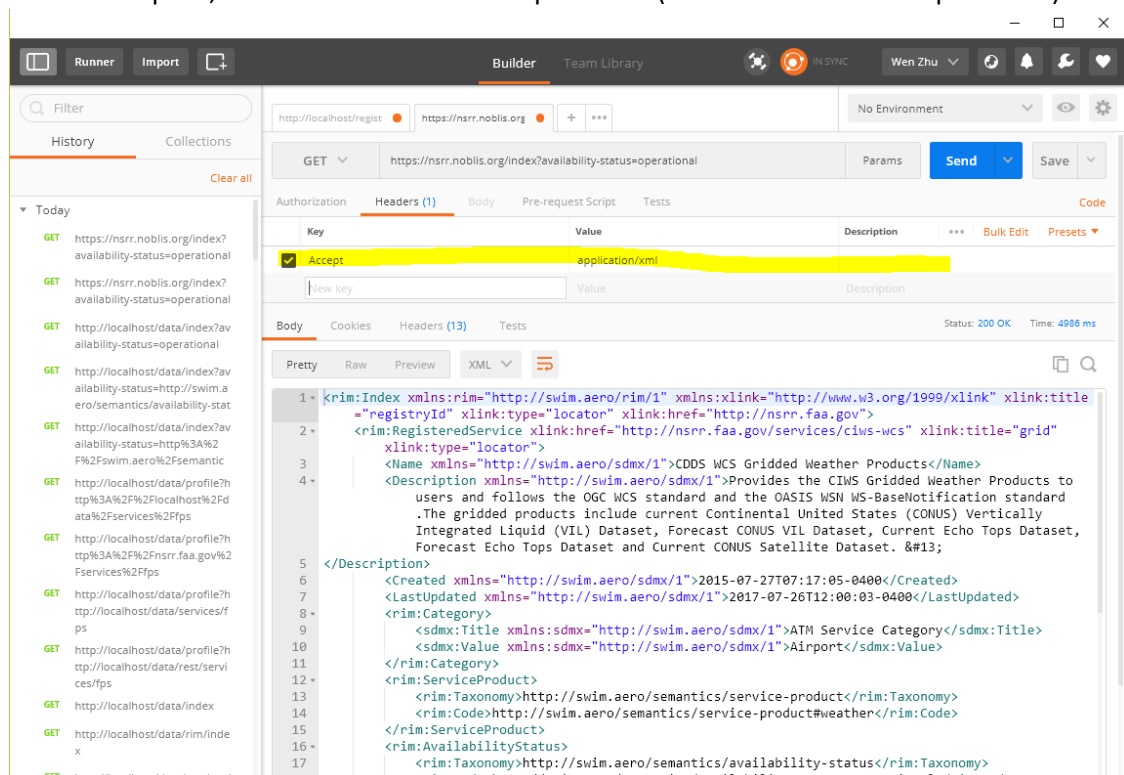 Runner Import Builder Team Library IN SYNC Wen Zhu
Filter
History Collections
Clear all
Today
GET https://nsrr.noblis.org/index?
availability-status=operational
GET https://nsrr.noblis.org/index?
availability-status=operational
GET http://localhost/data/index?av
ailability-status=operational
GET http://localhost/data/index?av
ailability-status=http://swim.a
ero/semantics/availability-stat
GET http://localhost/data/index?av
ailability-status=http%3A%2
F%2Fswim.aero%2Fsemantic
GET http://localhost/data/profile?h
ttp%3A%2F%2Flocalhost%2Fd
ata%2Fservices%2Ffps
GET http://localhost/data/profile?h
ttp%3A%2F%2Fnsrr.faa.gov%2
Fservices%2Ffps
GET http://localhost/data/profile?h
ttp://localhost/data/services/f
ps
GET http://localhost/data/profile?h
ttp://localhost/data/rest/servi
ces/fps
GET http://localhost/data/index
GET http://localhost/data/rim/inde
x
http://localhost/regist https://nsrr.noblis.org + ••• No Environment
GET https://nsrr.noblis.org/index?availability-status=operational Params Send Save
Authorization Headers (1) Body Pre-request Script Tests Code
Key Value Description ••• Bulk Edit Presets
Accept application/xml
New key Value Description
Body Cookies Headers (13) Tests Status: 200 OK Time: 4986 ms
Pretty Raw Preview XML
1 <rim:Index xmlns:rim="http://swim.aero/rim/1" xmlns:xlink="http://www.w3.org/1999/xlink" xlink:title
="registryId" xlink:type="locator" xlink:href="http://nsrr.faa.gov">
2 <rim:RegisteredService xlink:href="http://nsrr.faa.gov/services/ciws-wcs" xlink:title="grid"
xlink:type="locator">
3 <Name xmlns="http://swim.aero/sdmx/1">CDDS WCS Gridded Weather Products</Name>
4 <Description xmlns="http://swim.aero/sdmx/1">Provides the CIWS Gridded Weather Products to
users and follows the OGC WCS standard and the OASIS WSN WS-BaseNotification standard
.The gridded products include current Continental United States (CONUS) Vertically
Integrated Liquid (VIL) Dataset, Forecast CONUS VIL Dataset, Current Echo Tops Dataset,
Forecast Echo Tops Dataset and Current CONUS Satellite Dataset. &#13;
5 </Description>
6 <Created xmlns="http://swim.aero/sdmx/1">2015-07-27T07:17:05-0400</Created>
7 <LastUpdated xmlns="http://swim.aero/sdmx/1">2017-07-26T12:00:03-0400</LastUpdated>
8 <rim:Category>
9 <sdmx:Title xmlns:sdmx="http://swim.aero/sdmx/1">ATM Service Category</sdmx:Title>
10 <sdmx:Value xmlns:sdmx="http://swim.aero/sdmx/1">Airport</sdmx:Value>
11 </rim:Category>
12 <rim:ServiceProduct>
13 <rim:Taxonomy>http://swim.aero/semantics/service-product</rim:Taxonomy>
14 <rim:Code>http://swim.aero/semantics/service-product#weather</rim:Code>
15 </rim:ServiceProduct>
16 <rim:AvailabilityStatus>
17 <rim:Taxonomy>http://swim.aero/semantics/availability-status</rim:Taxonomy>